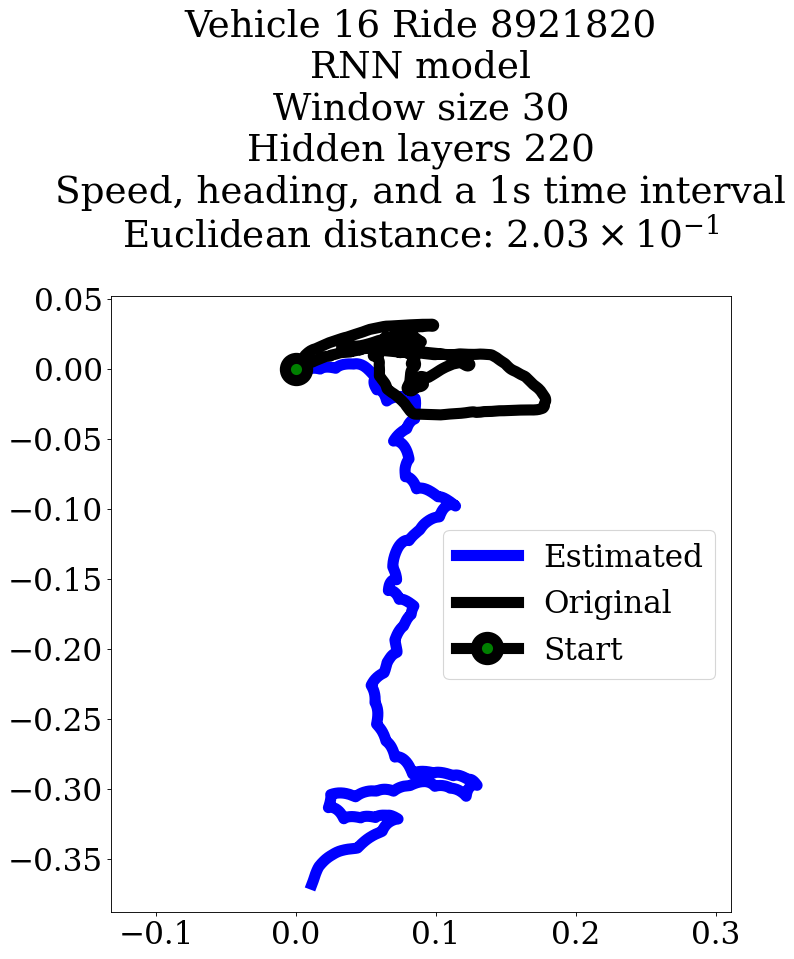 Vehicle 16 Ride 8921820
RNN model
Window size 30
Hidden layers 220
Speed, heading, and a 1s time interval
Euclidean distance: 2.03 × 10⁻¹
0.05
0.00
−0.05
−0.10
−0.15
−0.20
−0.25
−0.30
−0.35
Estimated
Original
Start
−0.1
0.0
0.1
0.2
0.3